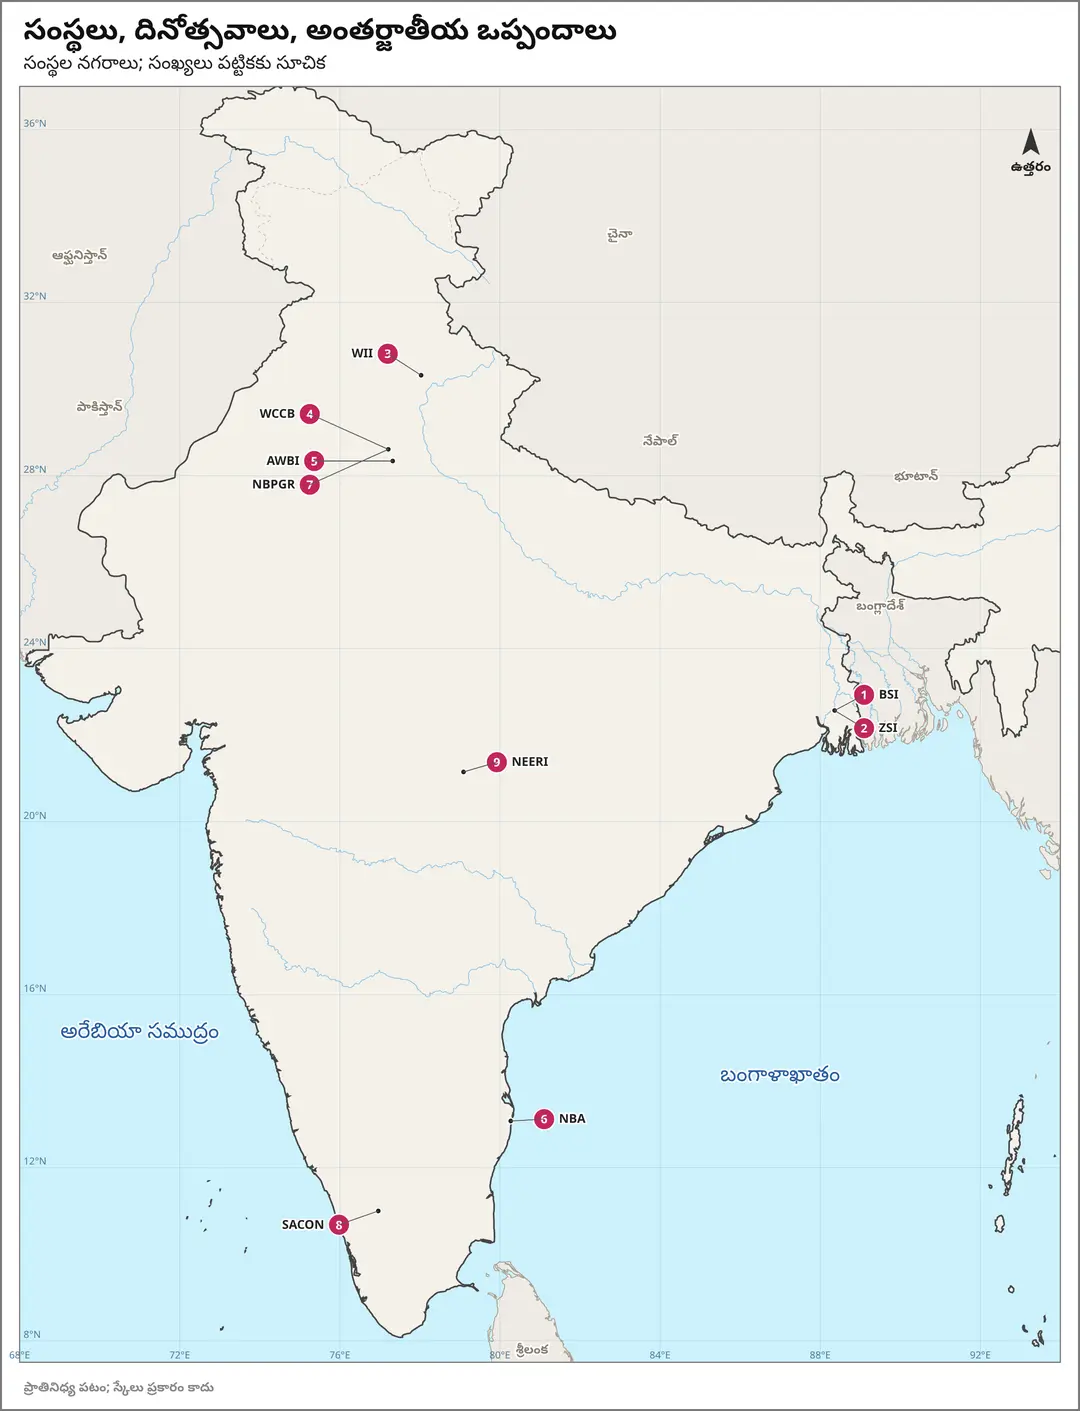 సంస్థలు, దినోత్సవాలు, అంతర్జాతీయ ఒప్పందాలు
సంస్థల నగరాలు; సంఖ్యలు పట్టికకు సూచిక
36°N
ఉత్తరం
చైనా
ఆఫ్ఘనిస్తాన్
32°N
WII 3
పాకిస్తాన్
WCCB 4
నేపాల్
AWBI 5
28°N
భూటాన్
NBPGR 7
బంగ్లాదేశ్
24°N
1 BSI
2 ZSI
9 NEERI
20°N
16°N
అరేబియా సముద్రం
బంగాళాఖాతం
6 NBA
12°N
SACON 8
8°N
శ్రీలంక
68°E 72°E 76°E 80°E 84°E 88°E 92°E
ప్రాతినిధ్య పటం; స్కేలు ప్రకారం కాదు